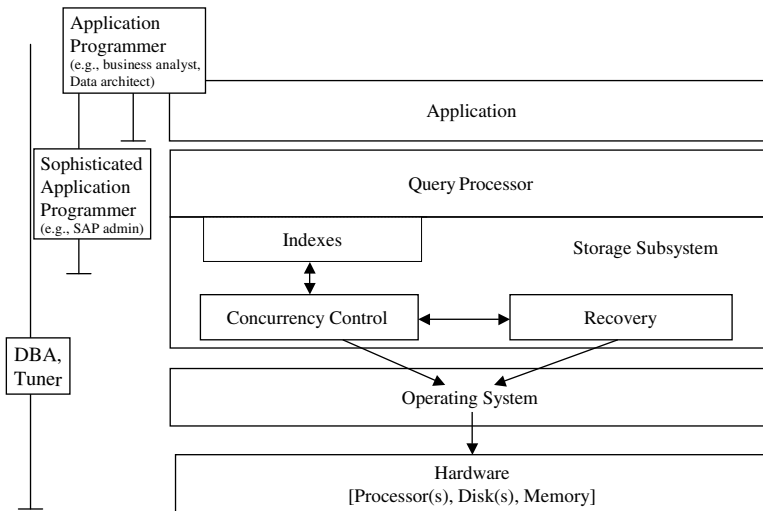 Application
Programmer
(e.g., business analyst,
Data architect)
Application
Sophisticated
Application
Programmer
(e.g., SAP admin)
Query Processor
Indexes
Storage Subsystem
Concurrency Control
Recovery
DBA,
Tuner
Operating System
Hardware
[Processor(s), Disk(s), Memory]